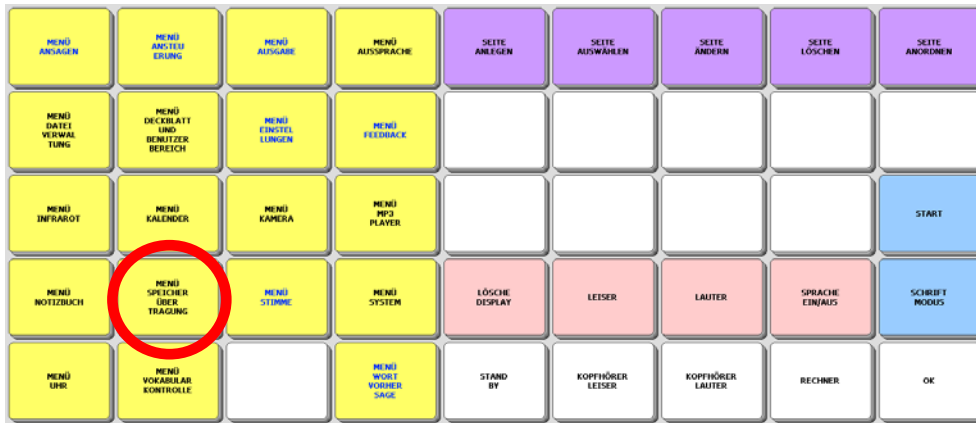 MENÜ
ANSAGEN
MENÜ
ANSTEU
ERUNG
MENÜ
AUSGABE
MENÜ
AUSSPRACHE
SEITE
ANLEGEN
SEITE
AUSWÄHLEN
SEITE
ÄNDERN
SEITE
LÖSCHEN
SEITE
ANORDNEN
MENÜ
DATEI
VERWAL
TUNG
MENÜ
DECKBLATT
UND
BENUTZER
BEREICH
MENÜ
EINSTEL
LUNGEN
MENÜ
FEEDBACK
MENÜ
INFRAROT
MENÜ
KALENDER
MENÜ
KAMERA
MENÜ
MP3
PLAYER
START
MENÜ
NOTIZBUCH
MENÜ
SPEICHER
ÜBER
TRAGUNG
MENÜ
STIMME
MENÜ
SYSTEM
LÖSCHE
DISPLAY
LEISER
LAUTER
SPRACHE
EIN/AUS
SCHRIFT
MODUS
MENÜ
UHR
MENÜ
VOKABULAR
KONTROLLE
MENÜ
WORT
VORHER
SAGE
STAND
BY
KOPFHÖRER
LEISER
KOPFHÖRER
LAUTER
RECHNER
OK